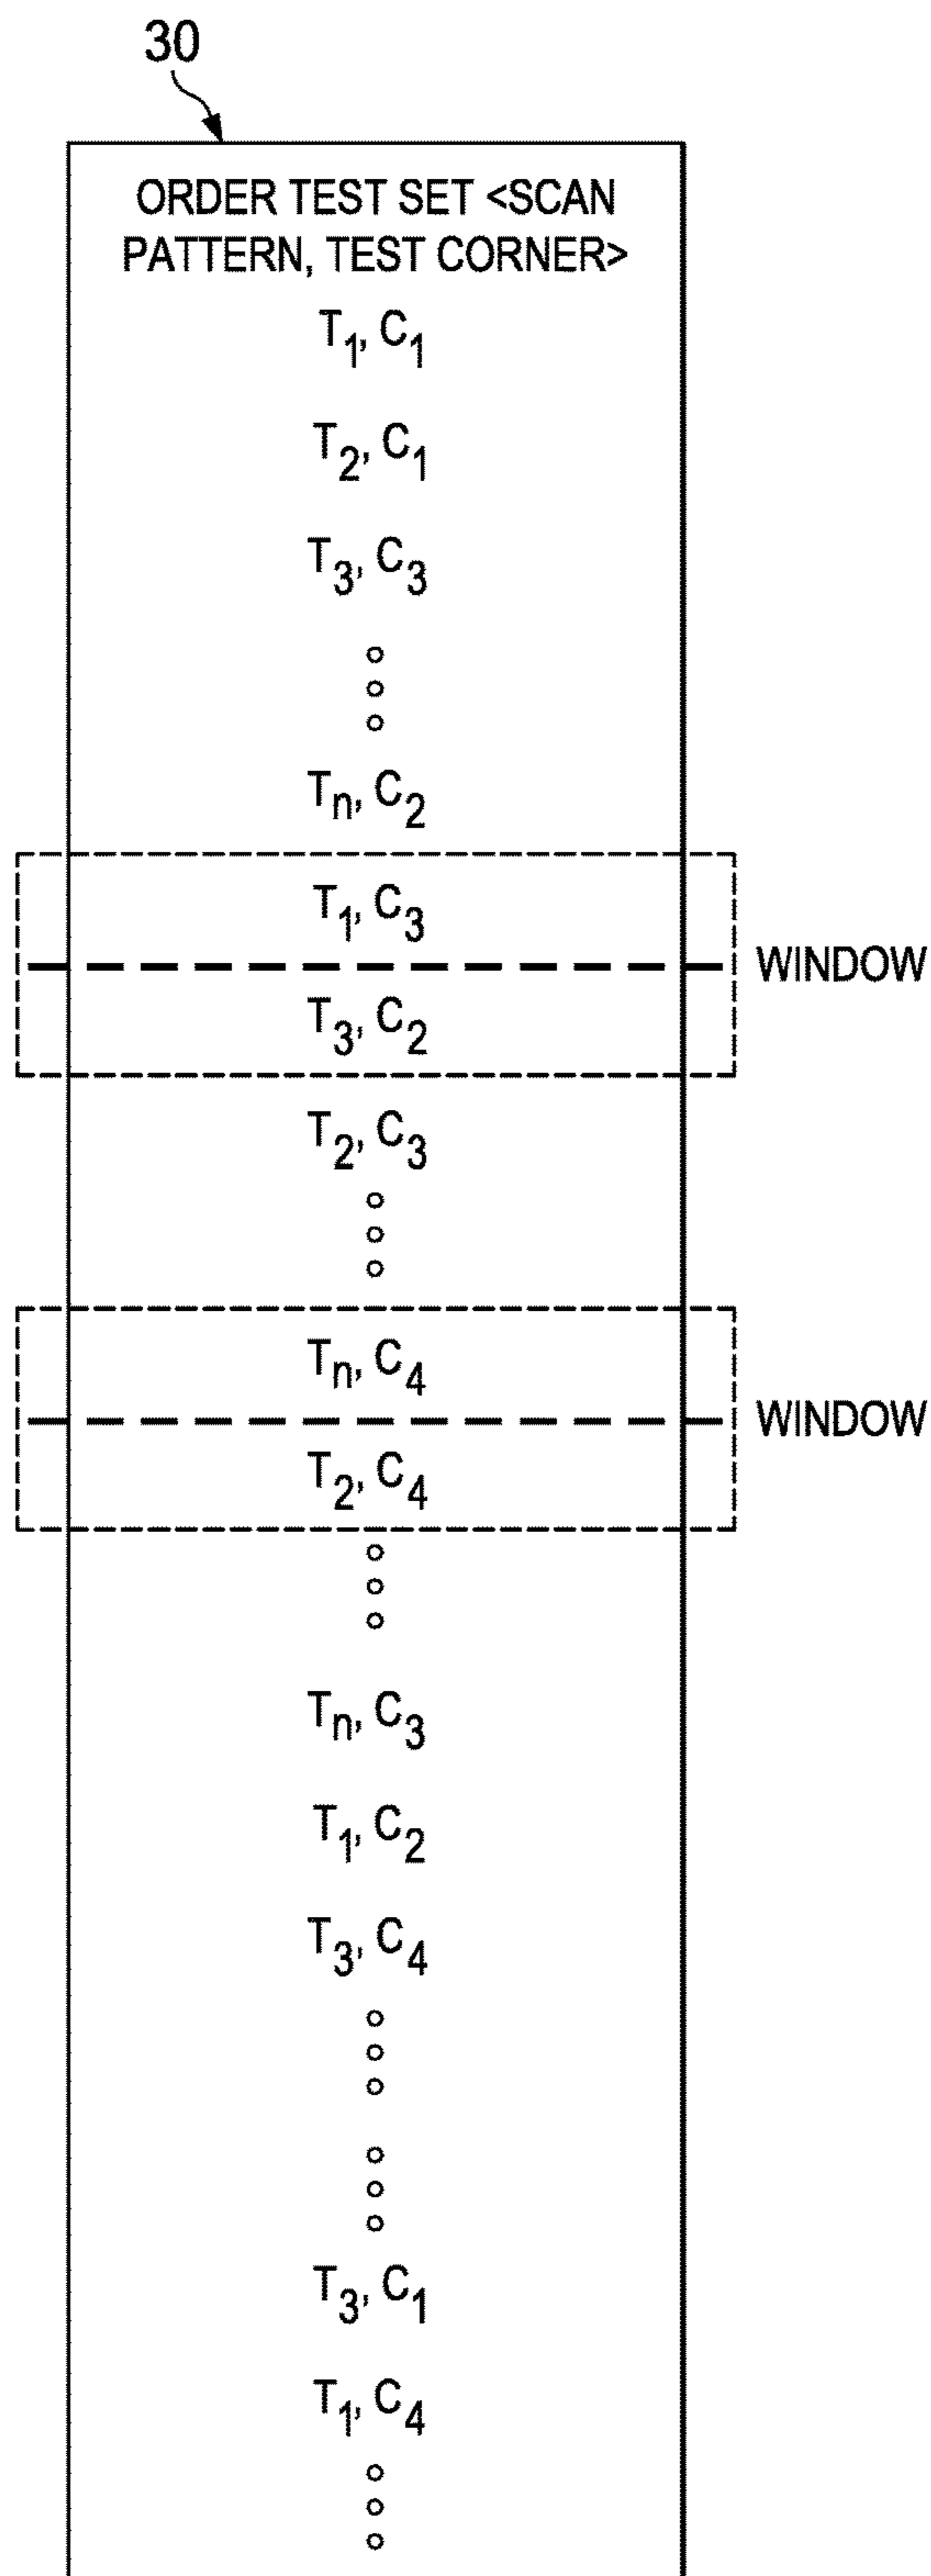 30
ORDER TEST SET <SCAN
PATTERN, TEST CORNER>
T1, C1
T2, C1
T3, C3
Tn, C2
T1, C3
WINDOW
T3, C2
T2, C3
Tn, C4
WINDOW
T2, C4
Tn, C3
T1, C2
T3, C4
T3, C1
T1, C4